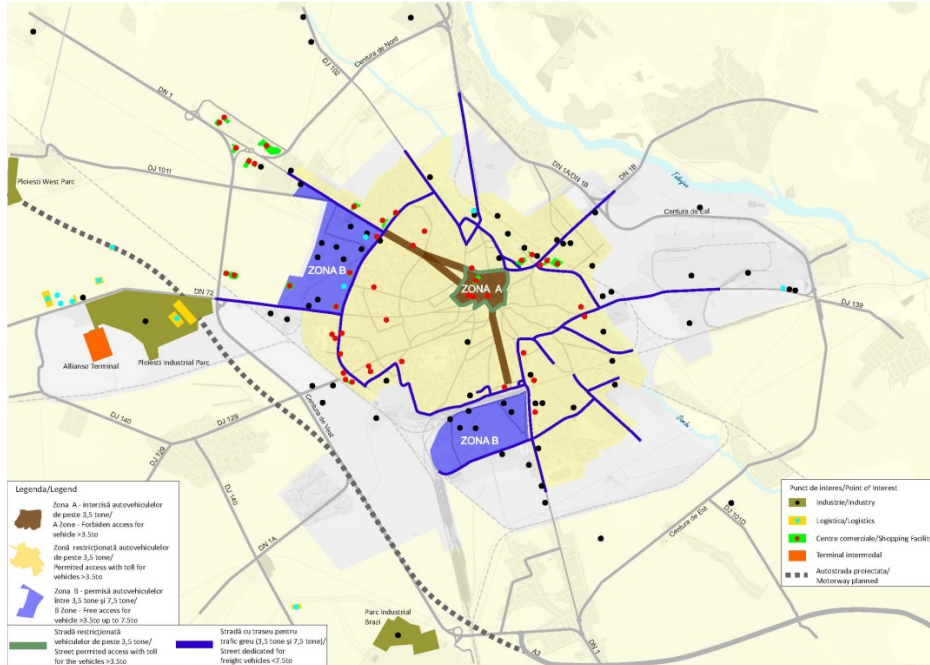 Centura de Nord
DJ 102
DN 1
DJ 101I
Ploiesti West Parc
DN 1A/DN 1B
DN 1B
Teleajen
Centura de Est
ZONA B
ZONA A
DN 72
DJ 139
Allianso Terminal
Ploiesti Industrial Parc
DJ 140
DJ 129
DJ 129
Centura de Vest
ZONA B
Dambu
DJ 140
DN 1A
Centura de Est
DJ 101D
Parc Industrial
Brazi
A3
DN 1
Legenda/Legend
Zona A - interzisă autovehiculelor
de peste 3,5 tone/
A Zone - Forbiden access for
vehicle >3.5to
Zonă restricționată autovehiculelor
de peste 3,5 tone/
Permited access with toll for
vehicles >3.5to
Zona B - permisă autovehiculelor
între 3,5 tone și 7,5 tone/
B Zone - Free access for
vehicle >3.5to up to 7.5to
Stradă restricționată
vehiculelor de peste 3,5 tone/
Street permited access with toll
for the vehicles >3.5to
Stradă cu traseu pentru
trafic greu (3,5 tone și 7,5 tone)/
Street dedicated for
freight vehicles <7.5to
Punct de interes/Point of Interest
Industrie/Industry
Logistica/Logistics
Centre comerciale/Shopping Facility
Terminal intermodal
Autostrada proiectata/
Motorway planned